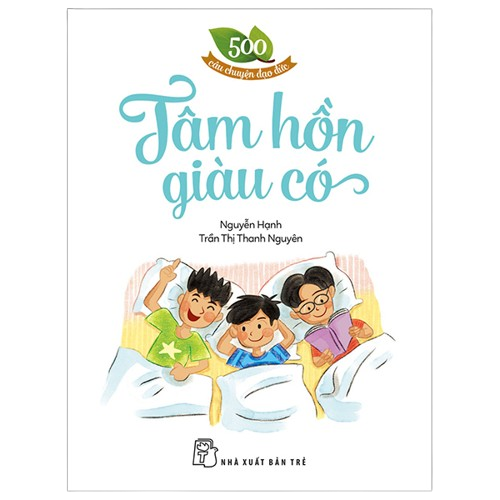 500
câu chuyện đạo đức
Tâm hồn
giàu có
Nguyễn Hạnh
Trần Thị Thanh Nguyên
NHÀ XUẤT BẢN TRẺ